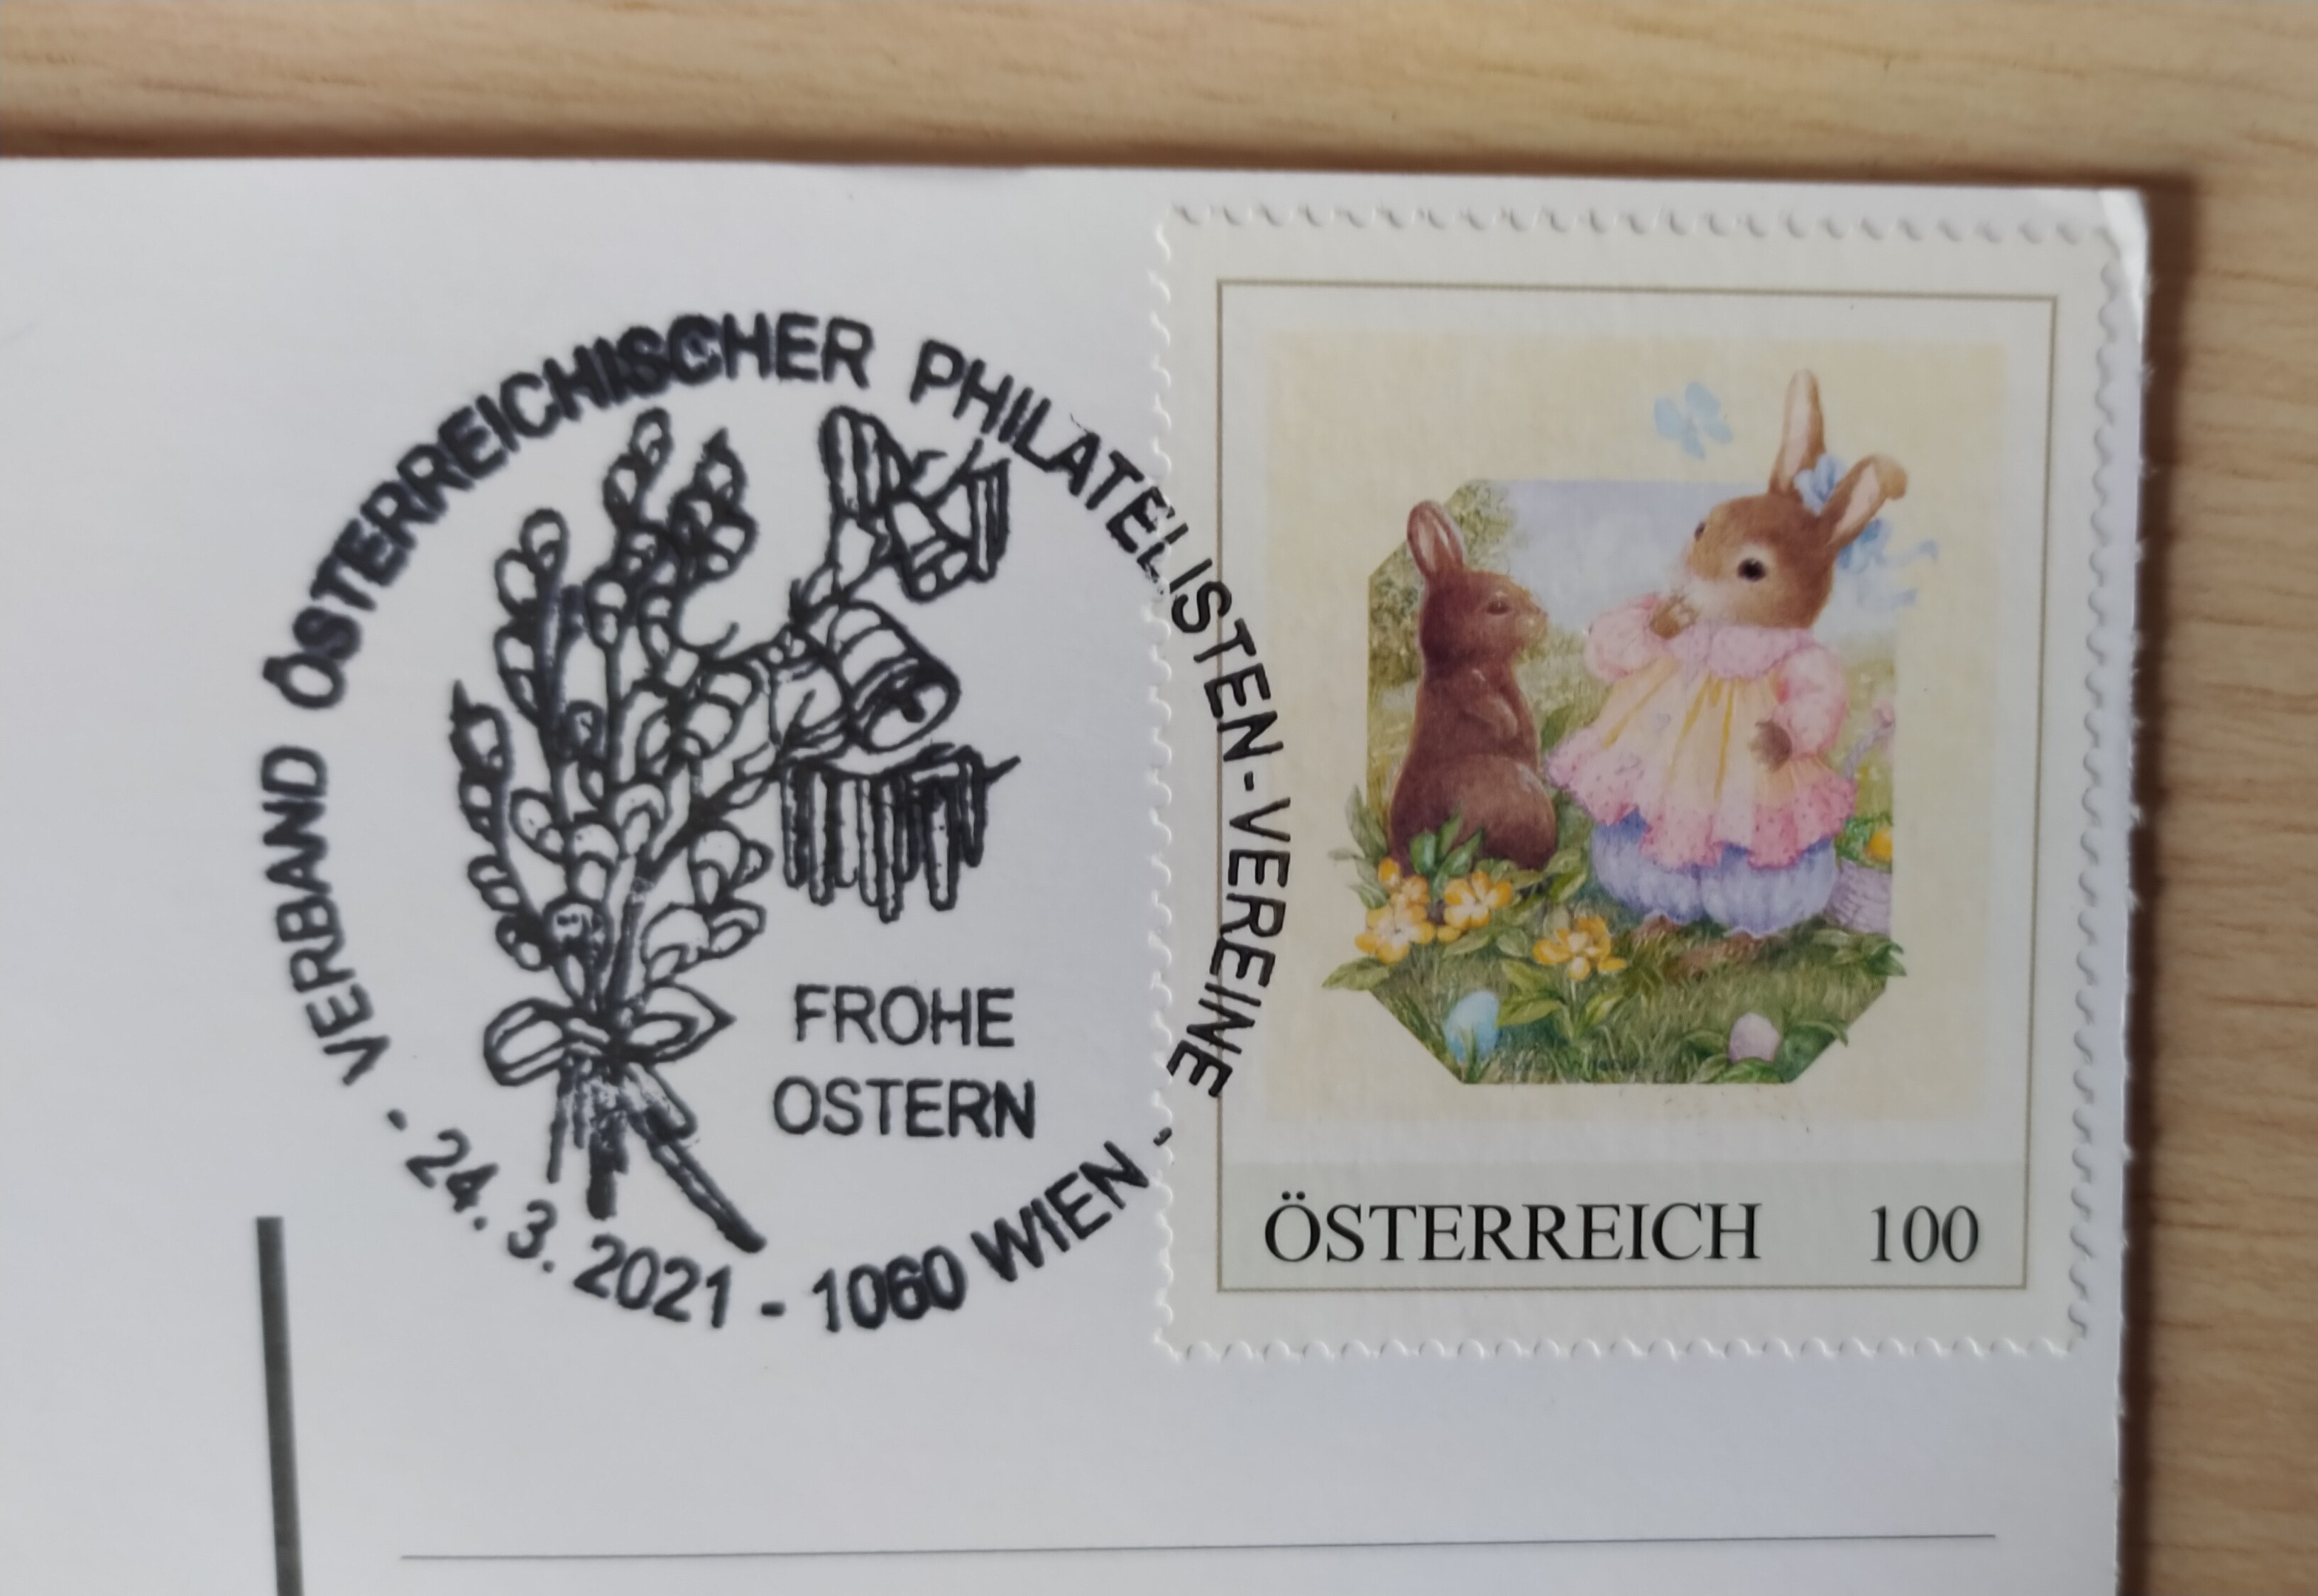 VERBAND ÖSTERREICHISCHER PHILATELISTEN-VEREINE
FROHE
OSTERN
- 24. 3. 2021 - 1060 WIEN -
ÖSTERREICH 100